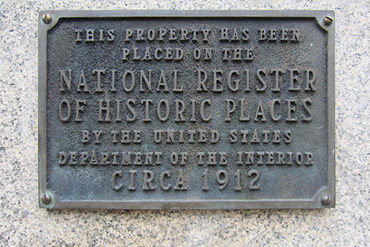 THIS PROPERTY HAS BEEN
PLACED ON THE
NATIONAL REGISTER
OF HISTORIC PLACES
BY THE UNITED STATES
DEPARTMENT OF THE INTERIOR
CIRCA 1912